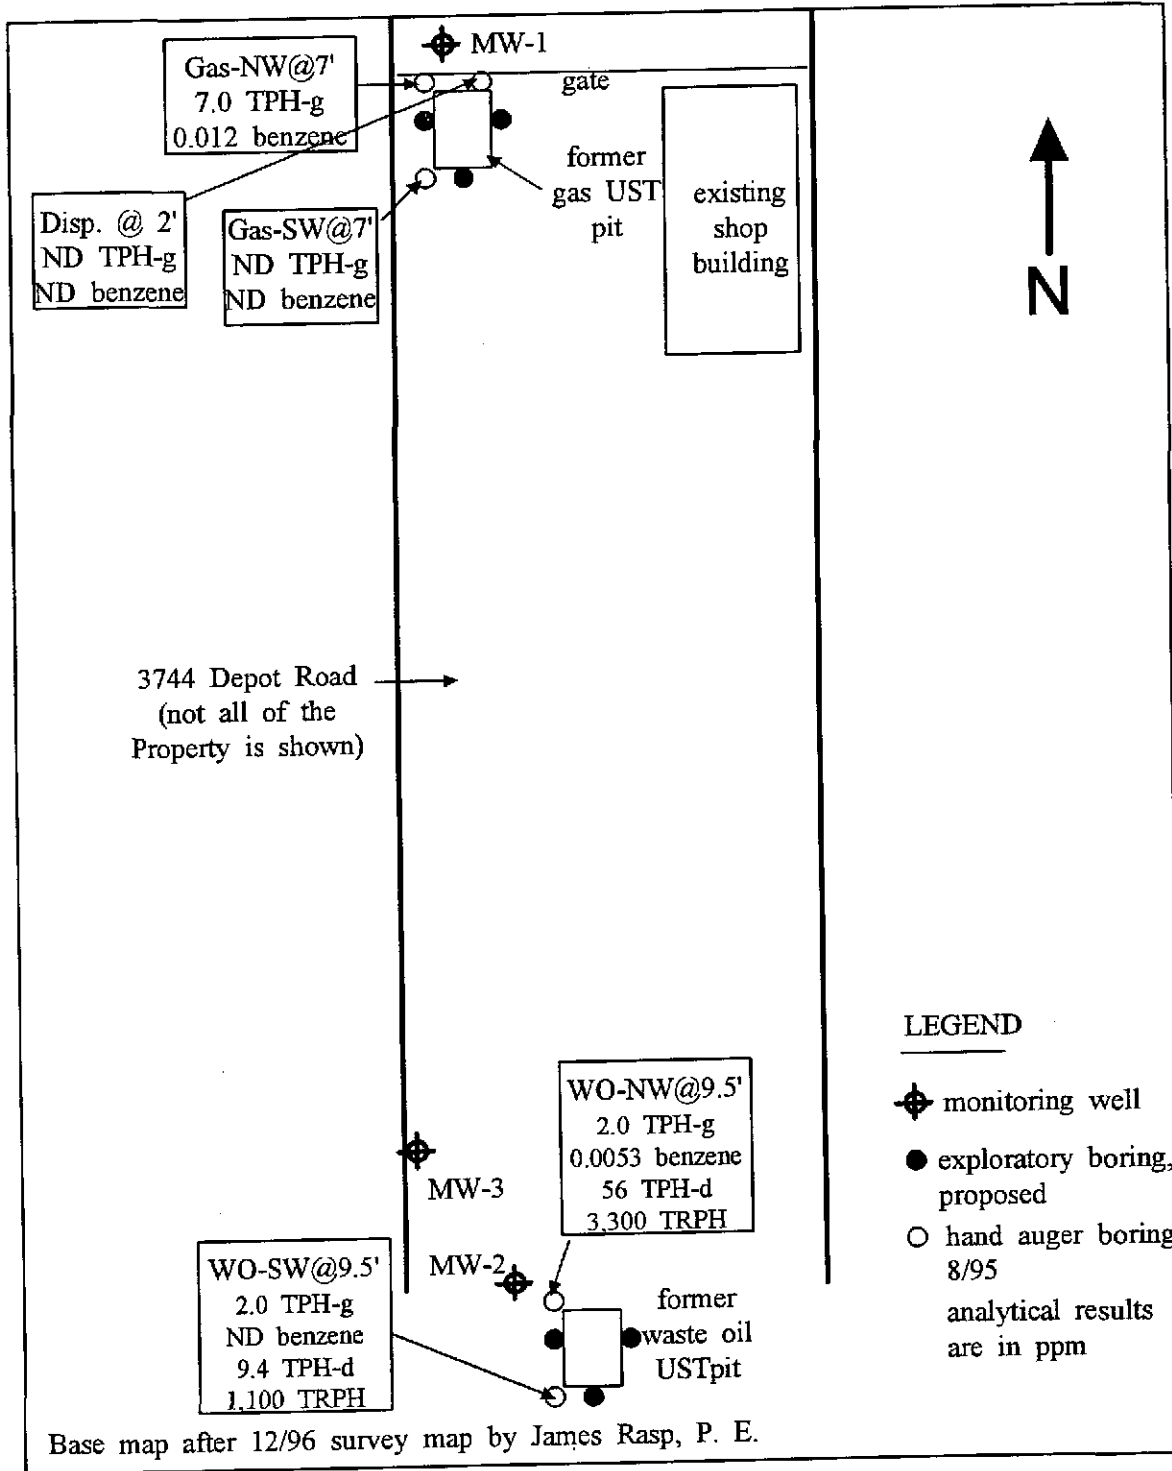 MW-1
Gas-NW@7'
7.0 TPH-g
0.012 benzene
gate
former
gas UST
pit
existing
shop
building
Disp. @ 2'
ND TPH-g
ND benzene
Gas-SW@7'
ND TPH-g
ND benzene
N
3744 Depot Road
(not all of the
Property is shown)
LEGEND
monitoring well
exploratory boring,
proposed
hand auger boring
8/95
analytical results
are in ppm
WO-NW@9.5'
2.0 TPH-g
0.0053 benzene
56 TPH-d
3,300 TRPH
MW-3
MW-2
WO-SW@9.5'
2.0 TPH-g
ND benzene
9.4 TPH-d
1,100 TRPH
former
waste oil
USTpit
Base map after 12/96 survey map by James Rasp, P. E.